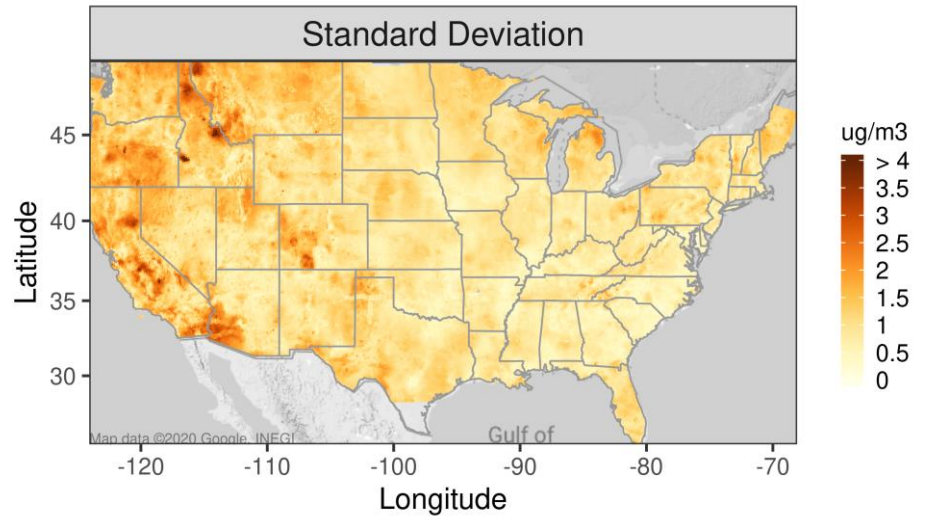 Standard Deviation
Latitude
45
40
35
30
Map data ©2020 Google, INEGI
Gulf of
-120 -110 -100 -90 -80 -70
Longitude
ug/m3
> 4
3.5
3
2.5
2
1.5
1
0.5
0